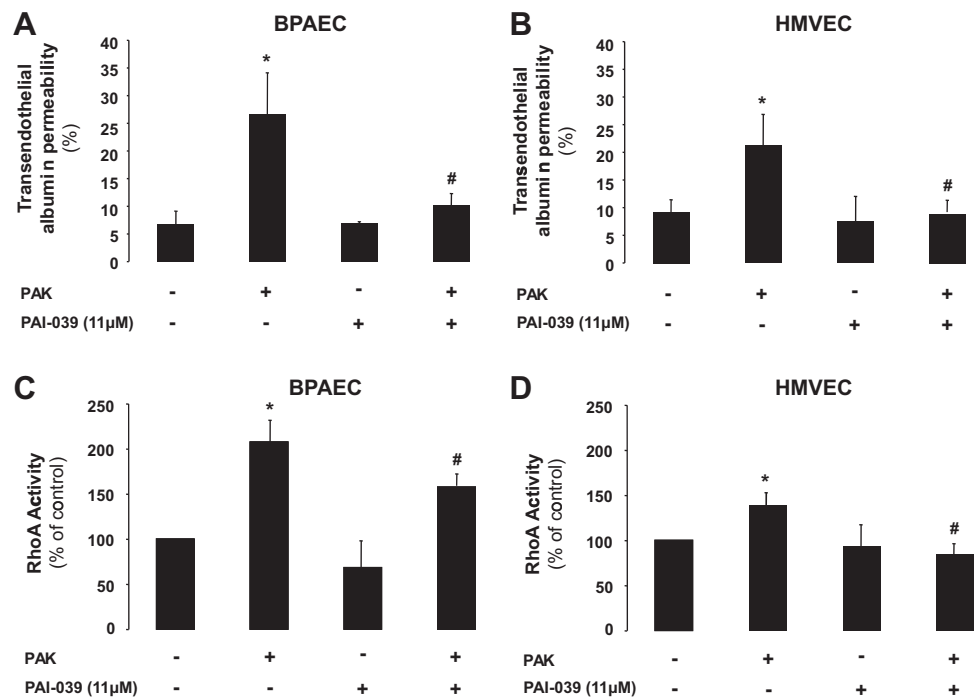 A
BPAEC
Transendothelial
albumi n permeability
(%)
40
35
30
25
20
15
10
5
0
*
#
PAK
- + - +
PAI-039 (11µM)
- - + +
B
HMVEC
Transendothelial
albumi n permeability
(%)
40
35
30
25
20
15
10
5
0
*
#
PAK
- + - +
PAI-039 (11µM)
- - + +
C
BPAEC
RhoA Activity
(% of control)
250
200
150
100
50
0
*
#
PAK
- + - +
PAI-039 (11µM)
- - + +
D
HMVEC
RhoA Activity
(% of control)
250
200
150
100
50
0
*
#
PAK
- + - +
PAI-039 (11µM)
- - + +